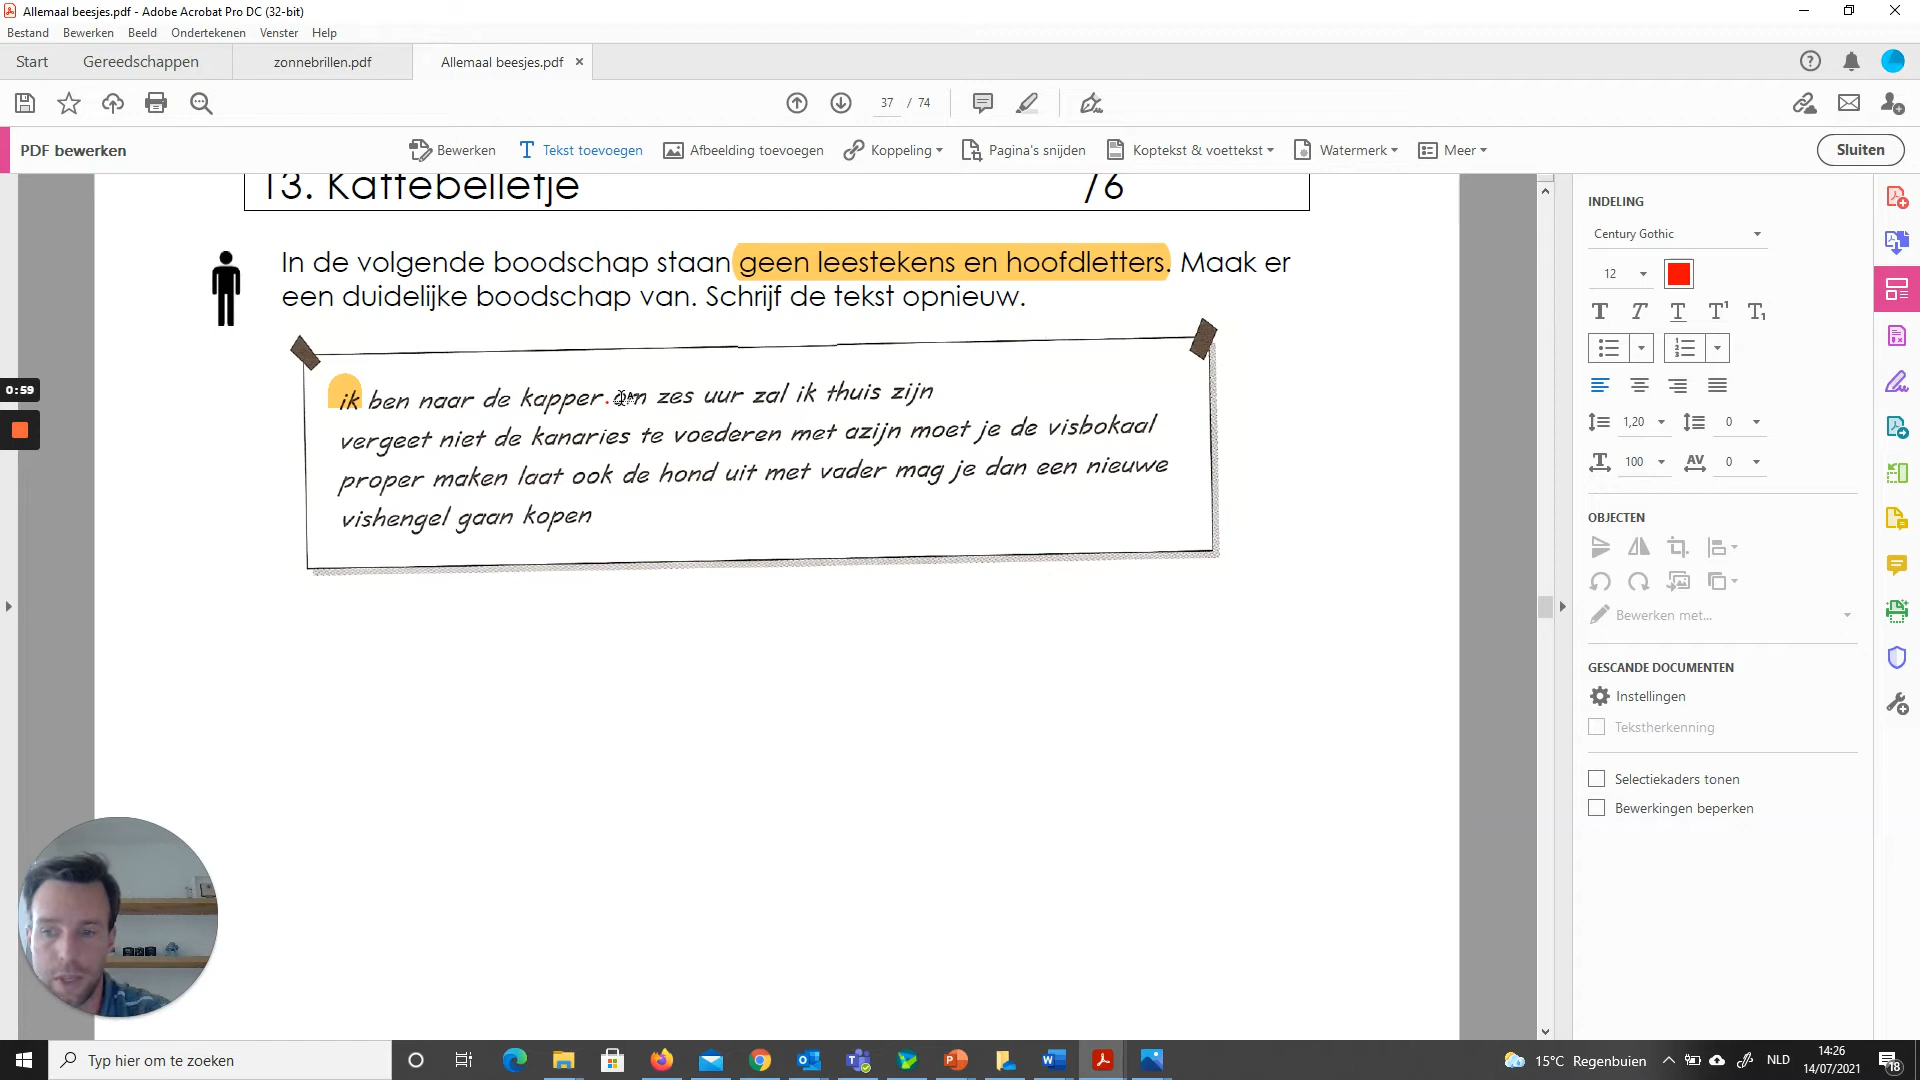 Allemaal beesjes.pdf - Adobe Acrobat Pro DC (32-bit)
Bestand Bewerken Beeld Ondertekenen Venster Help
Start Gereedschappen zonnebrillen.pdf Allemaal beesjes.pdf
37 / 74
PDF bewerken Bewerken Tekst toevoegen Afbeelding toevoegen Koppeling Pagina's snijden Koptekst & voettekst Watermerk Meer Sluiten
13. Kattebelletje /6
In de volgende boodschap staan geen leestekens en hoofdletters. Maak er
een duidelijke boodschap van. Schrijf de tekst opnieuw.
ik ben naar de kapper. om zes uur zal ik thuis zijn
vergeet niet de kanaries te voederen met azijn moet je de visbokaal
proper maken laat ook de hond uit met vader mag je dan een nieuwe
vishengel gaan kopen
0:59
INDELING
Century Gothic
12
1,20 0
100 0
OBJECTEN
Bewerken met...
GESCANDE DOCUMENTEN
Instellingen
Tekstherkenning
Selectiekaders tonen
Bewerkingen beperken
Typ hier om te zoeken
15°C Regenbuien NLD 14:26
14/07/2021
18